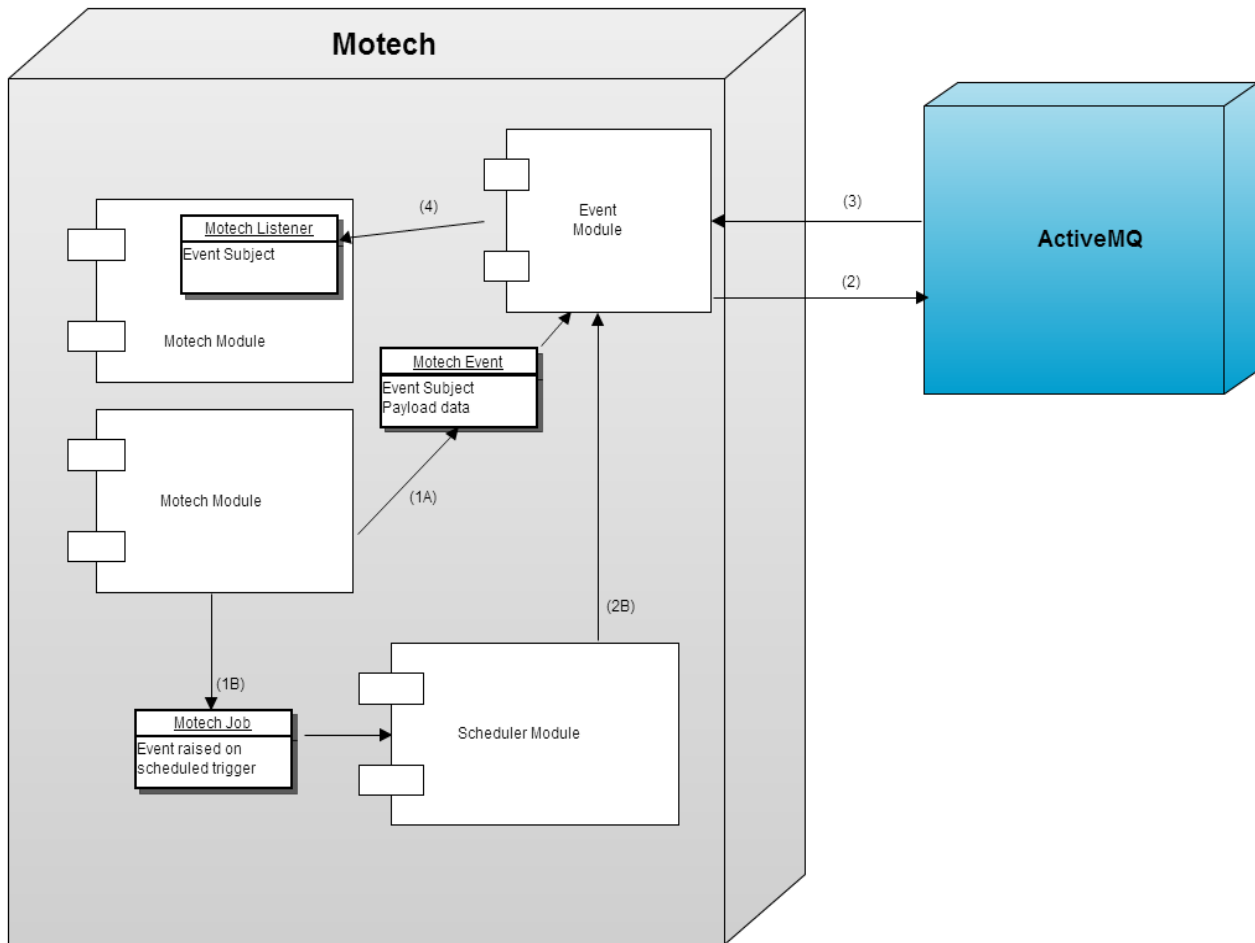 Motech
ActiveMQ
Event
Module
(3)
(2)
(4)
Motech Listener
Event Subject
Motech Module
Motech Event
Event Subject
Payload data
(1A)
Motech Module
(2B)
(1B)
Motech Job
Event raised on
scheduled trigger
Scheduler Module